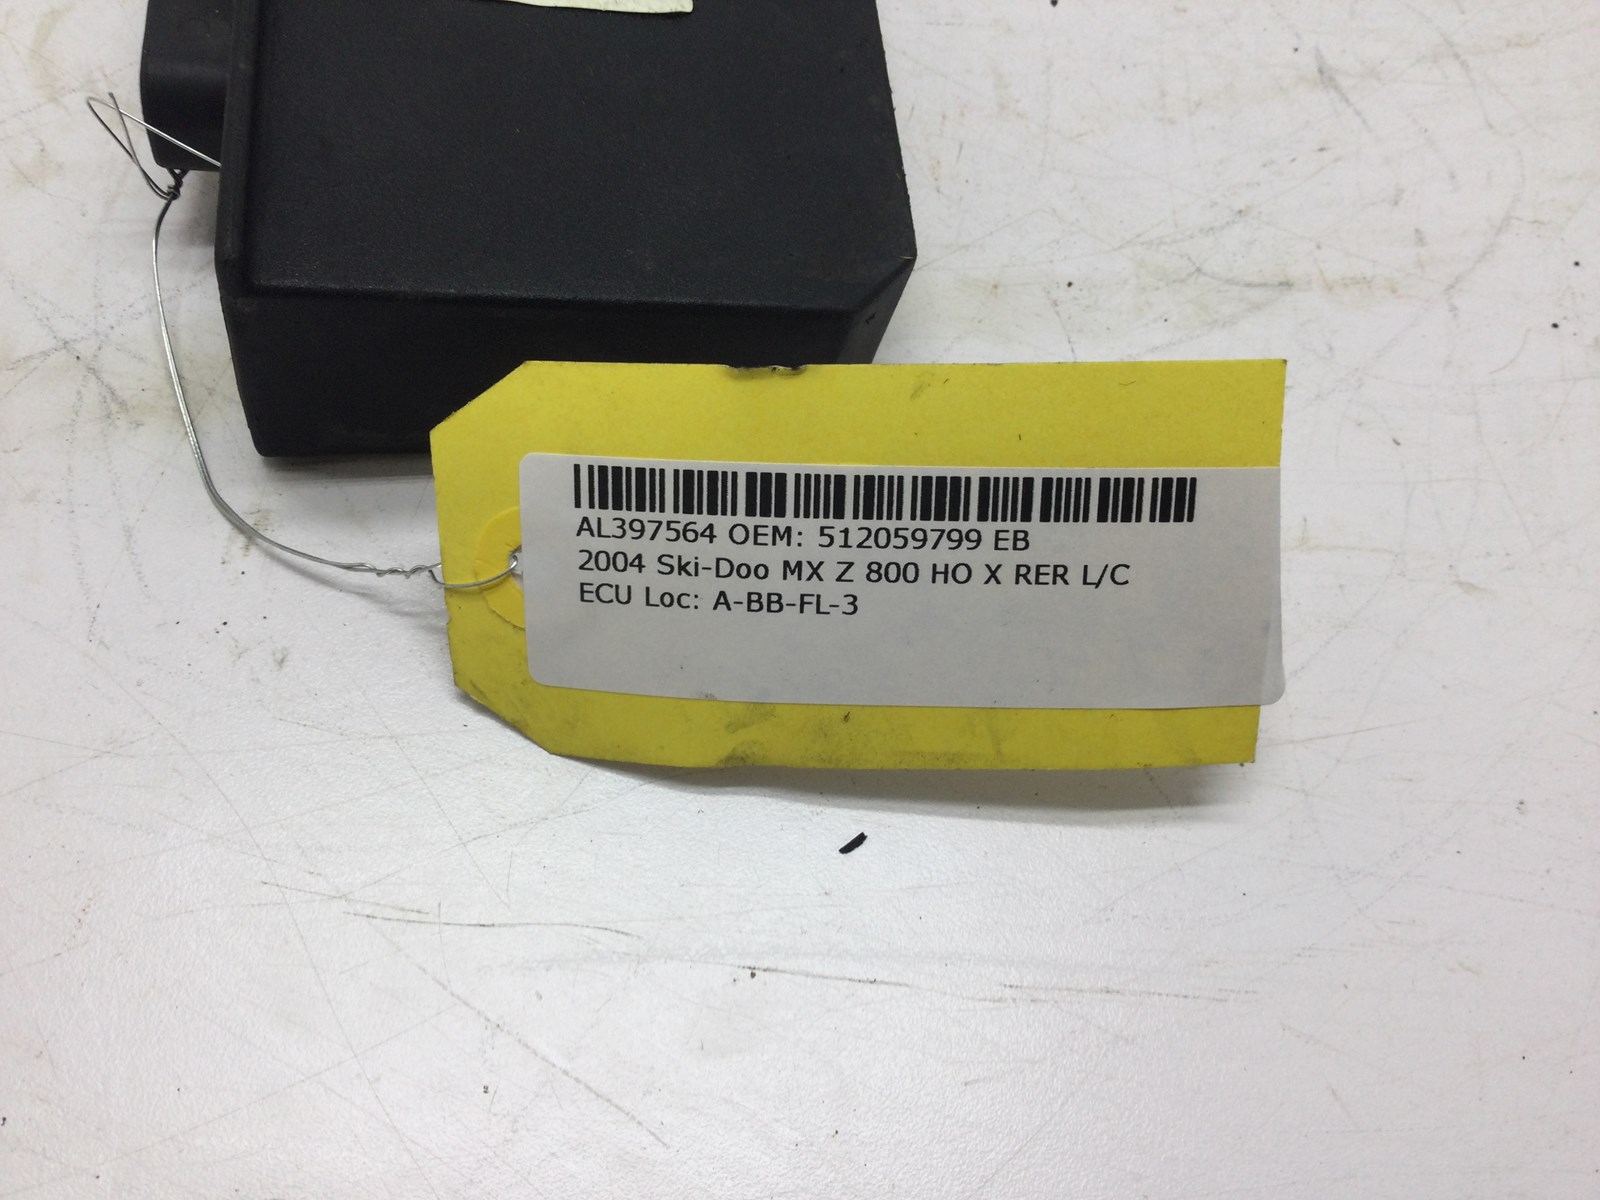 AL397564 OEM: 512059799 EB
2004 Ski-Doo MX Z 800 HO X RER L/C
ECU Loc: A-BB-FL-3